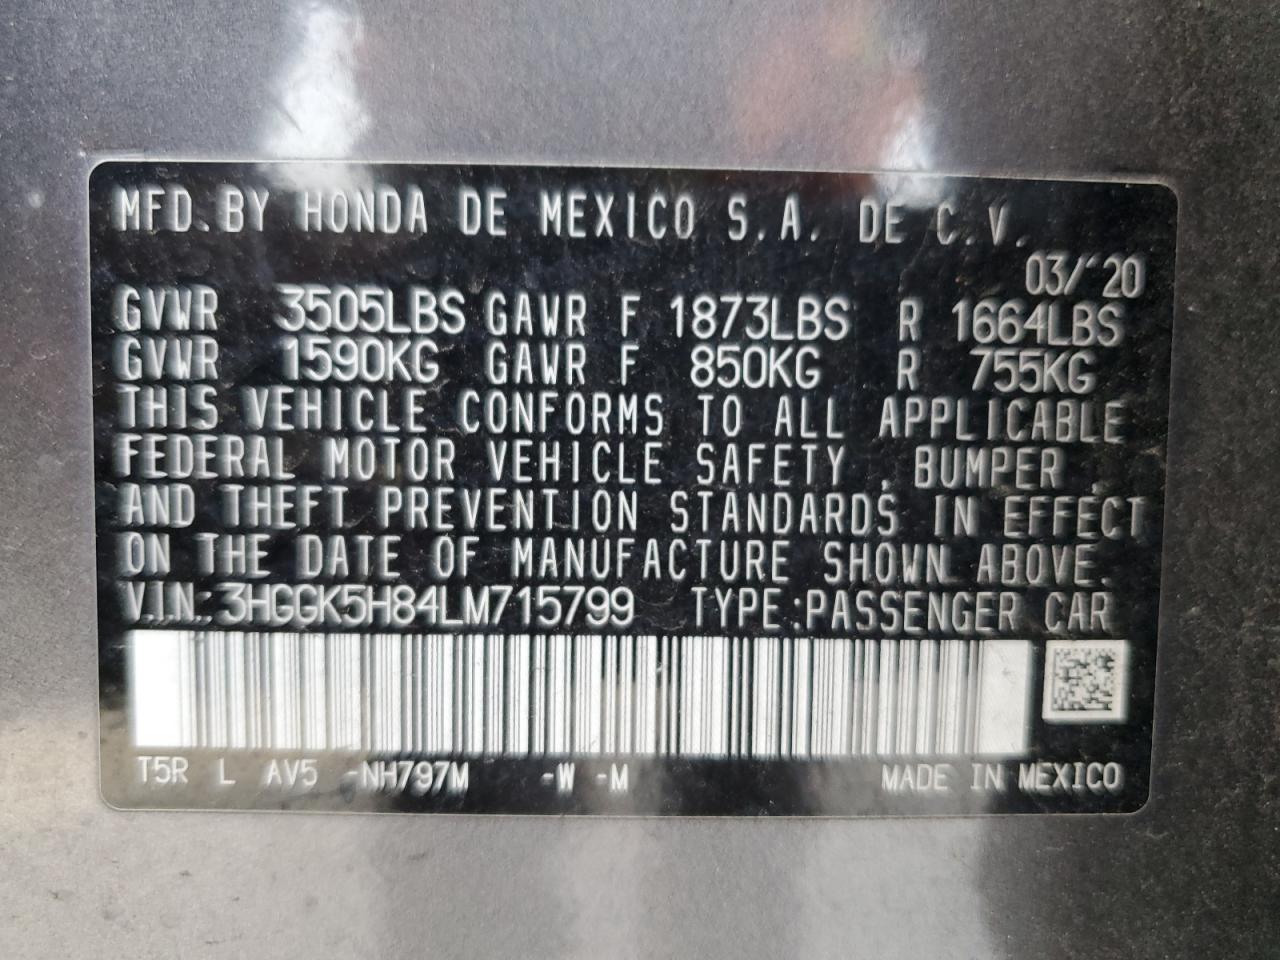 MFD.BY HONDA DE MEXICO S.A. DE C.V.
03/'20
GVWR 3505LBS GAWR F 1873LBS R 1664LBS
GVWR 1590KG GAWR F 850KG R 755KG
THIS VEHICLE CONFORMS TO ALL APPLICABLE
FEDERAL MOTOR VEHICLE SAFETY , BUMPER ,
AND THEFT PREVENTION STANDARDS IN EFFECT
ON THE DATE OF MANUFACTURE SHOWN ABOVE.
V.I.N.:3HGGK5H84LM715799 TYPE:PASSENGER CAR
T5R L AV5 -NH797M -W -M MADE IN MEXICO